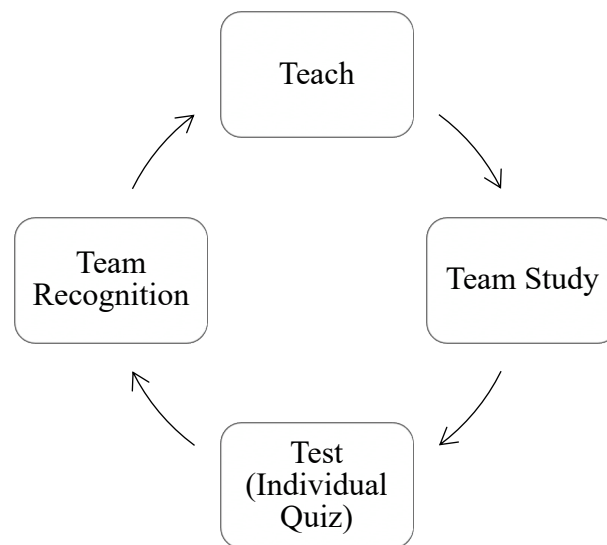 Teach
Team Study
Test
(Individual
Quiz)
Team
Recognition